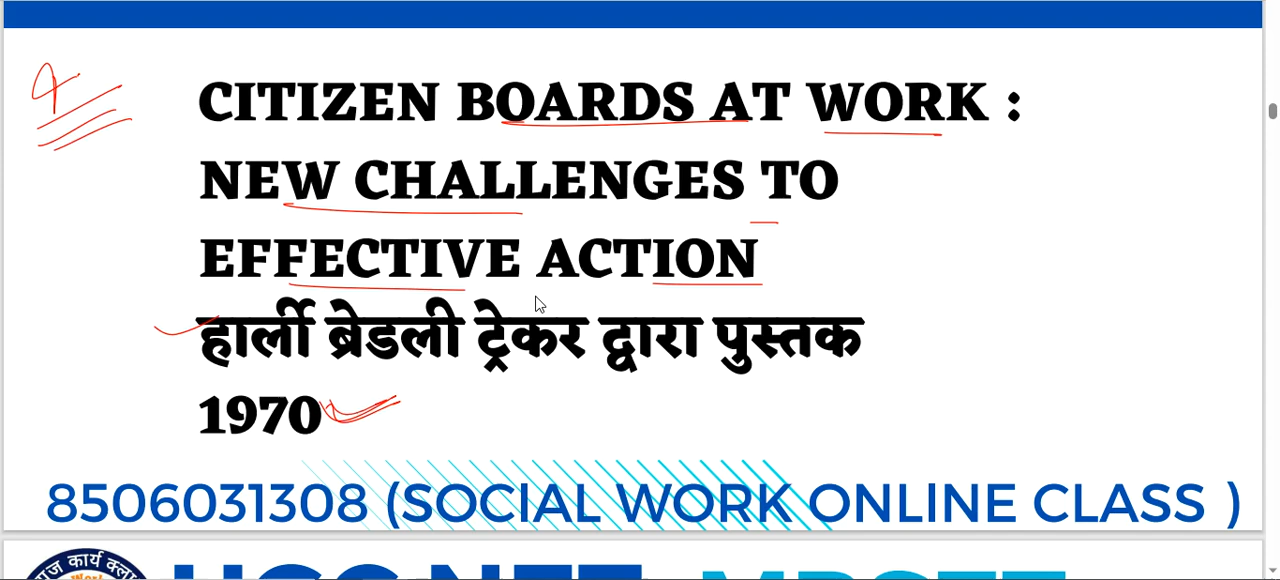 CITIZEN BOARDS AT WORK :
NEW CHALLENGES TO
EFFECTIVE ACTION
हार्ली ब्रेडली ट्रेकर द्वारा पुस्तक
1970
8506031308 (SOCIAL WORK ONLINE CLASS )
कार्य